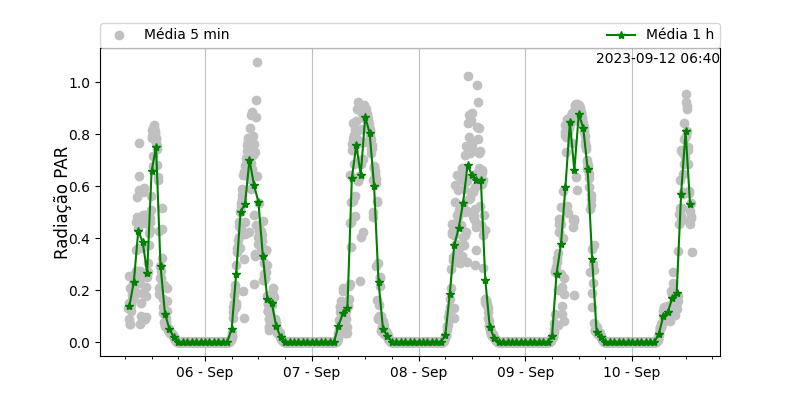 Média 5 min
Média 1 h
2023-09-12 06:40
Radiação PAR
1.0
0.8
0.6
0.4
0.2
0.0
06 - Sep
07 - Sep
08 - Sep
09 - Sep
10 - Sep